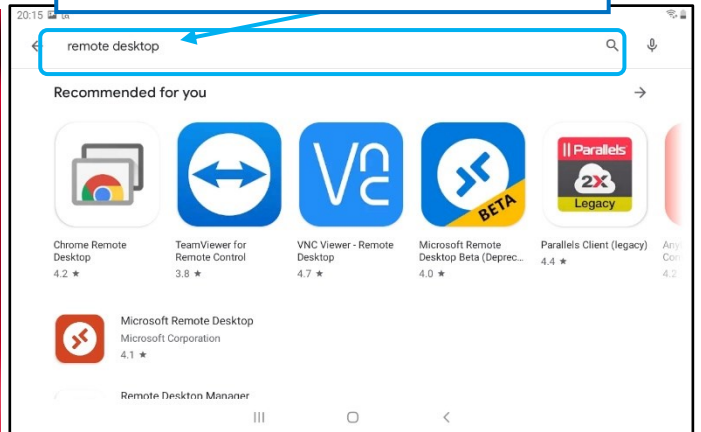 20:15
remote desktop
Recommended for you
|| Parallels
2X
Legacy
BETA
Chrome Remote
Desktop
4.2 ★
TeamViewer for
Remote Control
3.8 ★
VNC Viewer - Remote
Desktop
4.7 ★
Microsoft Remote
Desktop Beta (Deprec...
4.0 ★
Parallels Client (legacy)
4.4 ★
4.2
Microsoft Remote Desktop
Microsoft Corporation
4.1 ★
Remote Desktop Manager